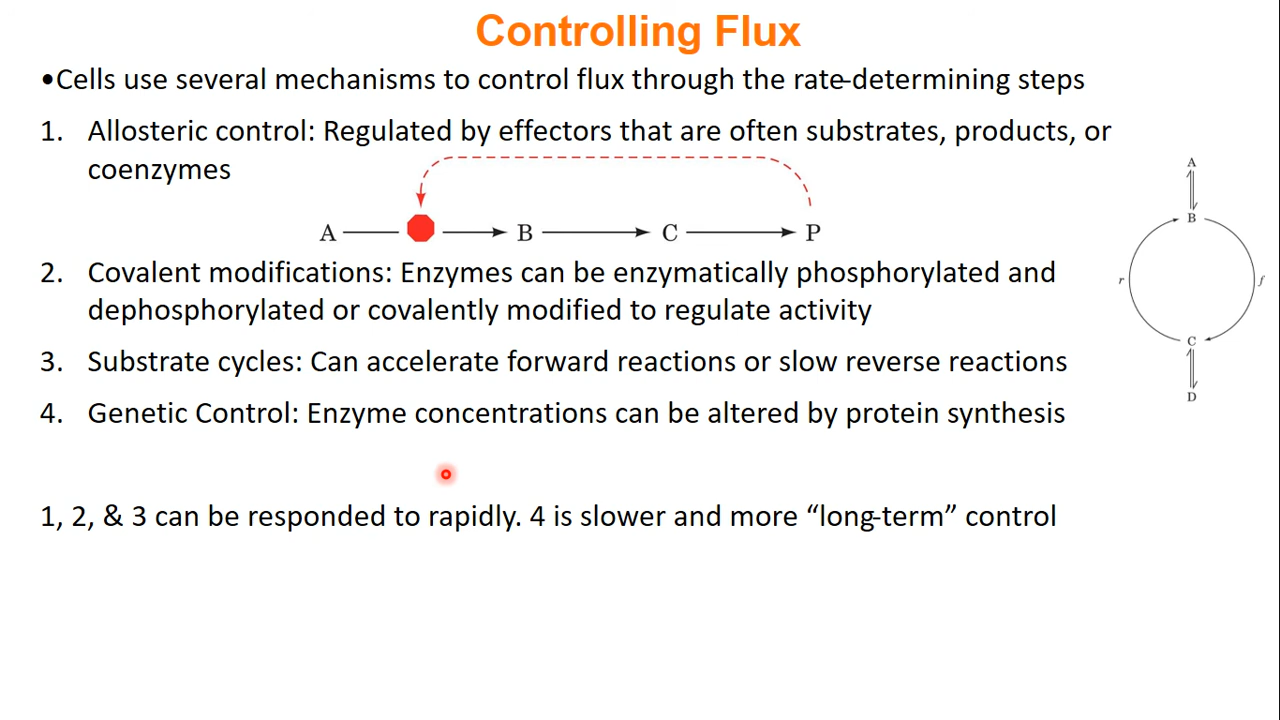 Controlling Flux
•Cells use several mechanisms to control flux through the rate-determining steps
1. Allosteric control: Regulated by effectors that are often substrates, products, or
coenzymes
A B C P
2. Covalent modifications: Enzymes can be enzymatically phosphorylated and
dephosphorylated or covalently modified to regulate activity
3. Substrate cycles: Can accelerate forward reactions or slow reverse reactions
4. Genetic Control: Enzyme concentrations can be altered by protein synthesis
1, 2, & 3 can be responded to rapidly. 4 is slower and more “long-term” control
A
B
r f
C
D